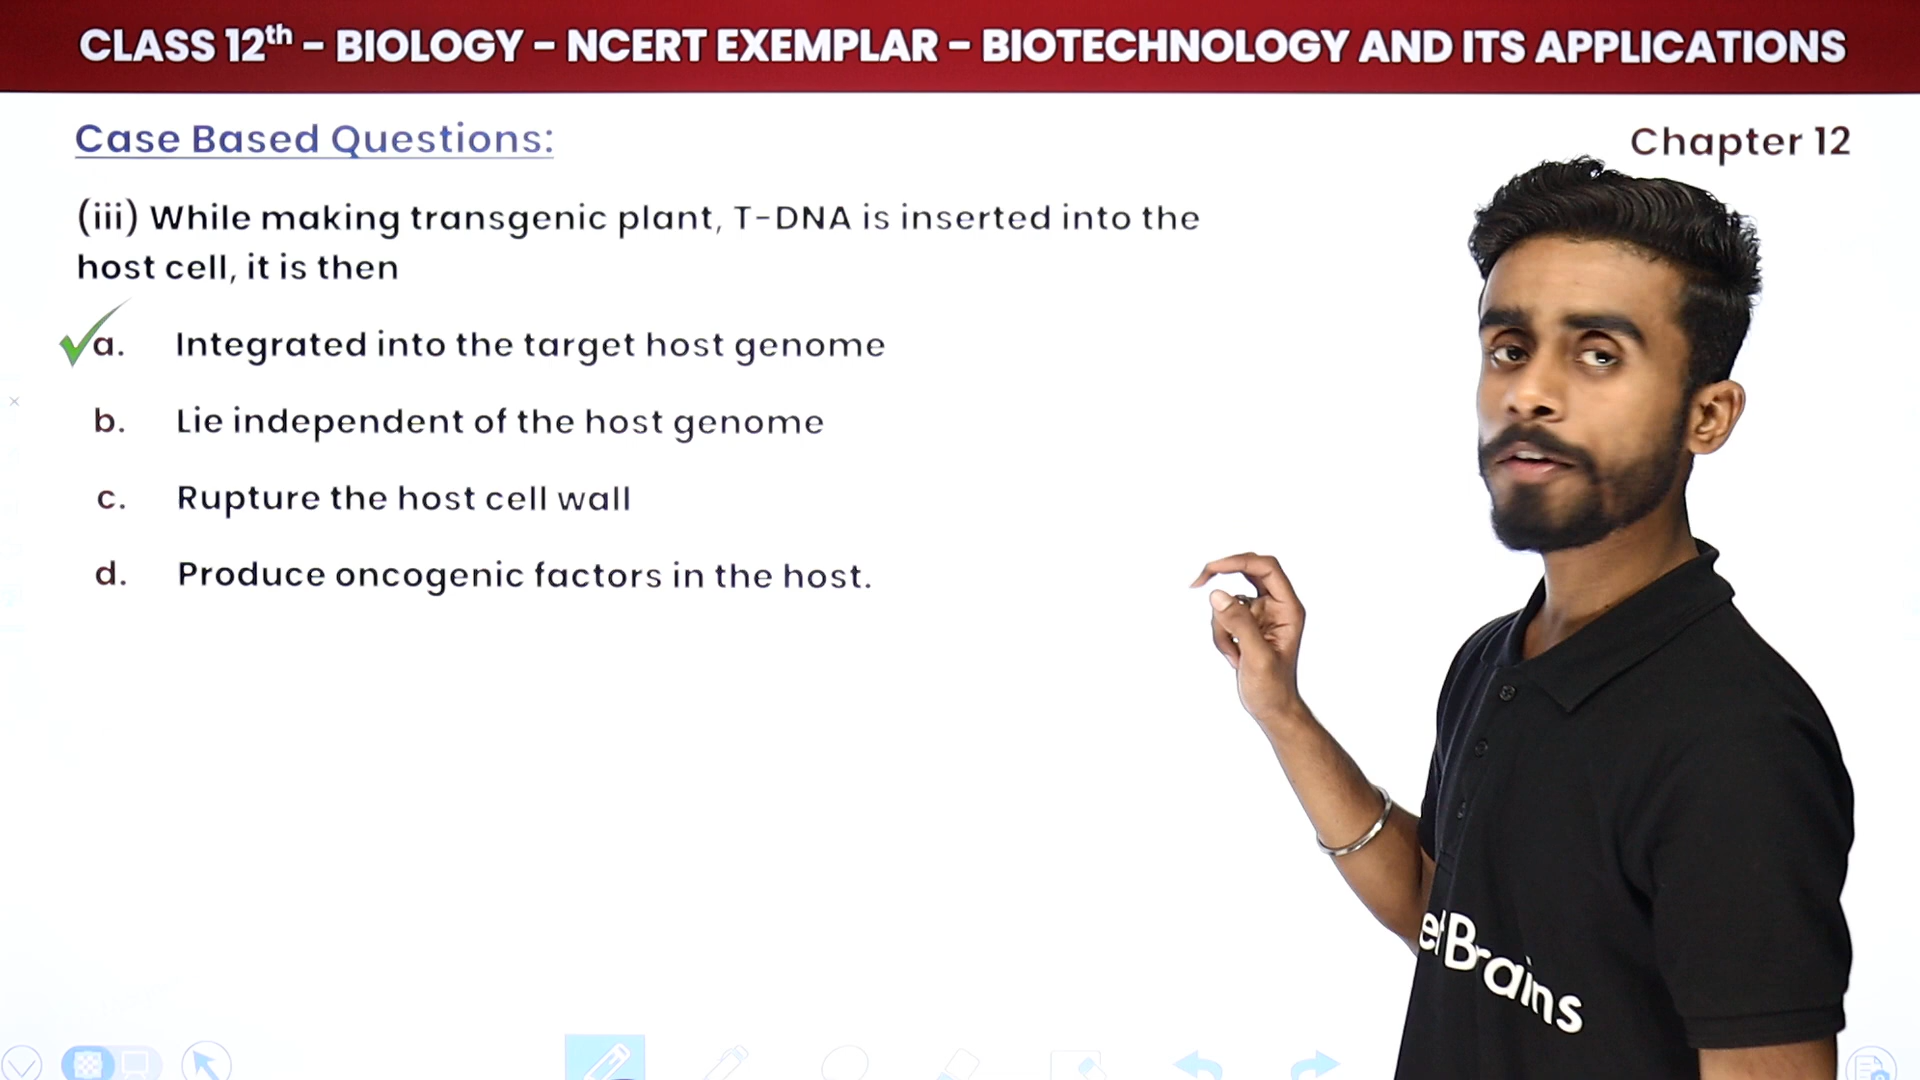 CLASS 12th – BIOLOGY – NCERT EXEMPLAR – BIOTECHNOLOGY AND ITS APPLICATIONS
Case Based Questions:
Chapter 12
(iii) While making transgenic plant, T-DNA is inserted into the
host cell, it is then
a. Integrated into the target host genome
b. Lie independent of the host genome
c. Rupture the host cell wall
d. Produce oncogenic factors in the host.
Brains